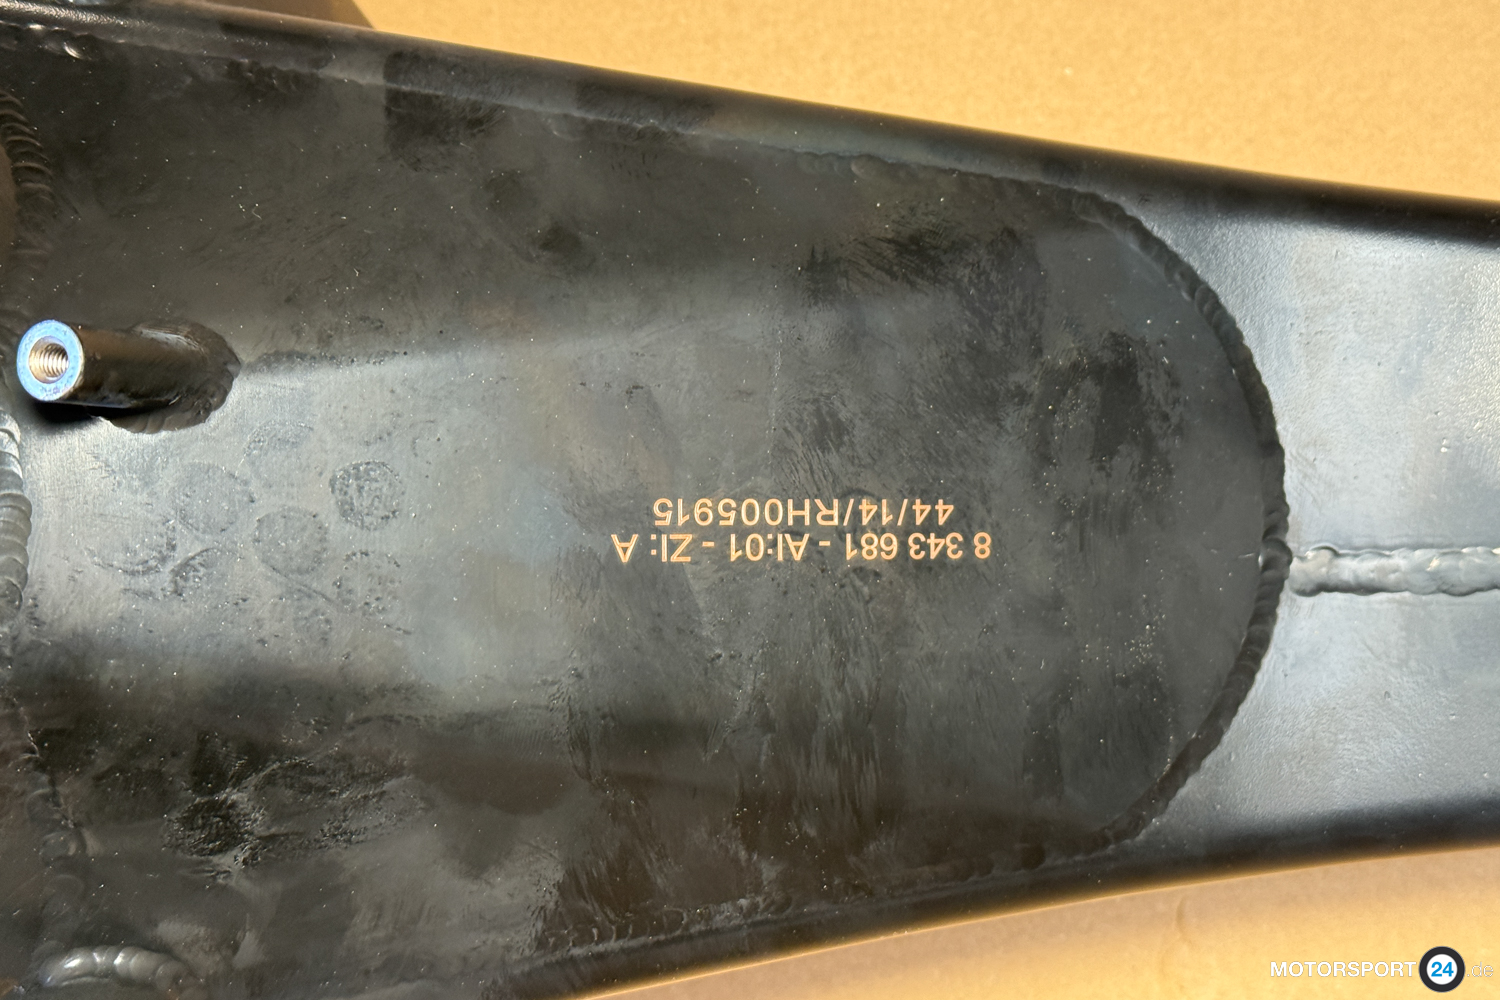 8 343 681 - AI:01 - ZI: A
44/14/RH005915
MOTORSPORT 24 .de